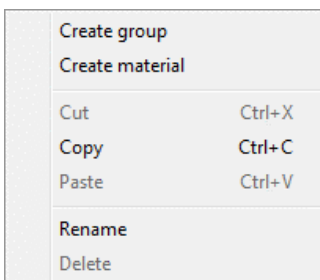 Create group
Create material
Cut Ctrl+X
Copy Ctrl+C
Paste Ctrl+V
Rename
Delete